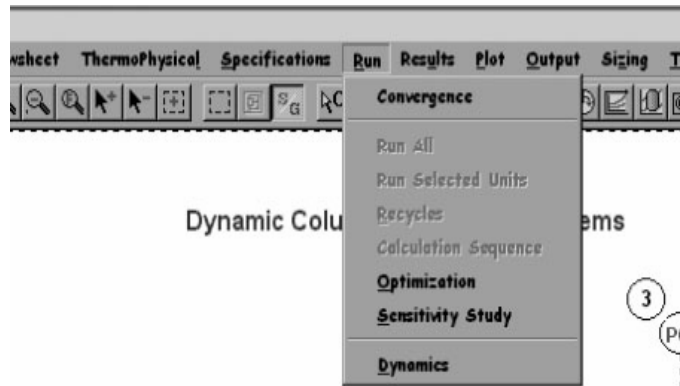 wsheet ThermoPhysical Specifications Run Results Plot Output Sizing T
S/G C
Convergence
Run All
Run Selected Units
Recycles
Calculation Sequence
Optimization
Sensitivity Study
Dynamics
Dynamic Colu ems
3
PC